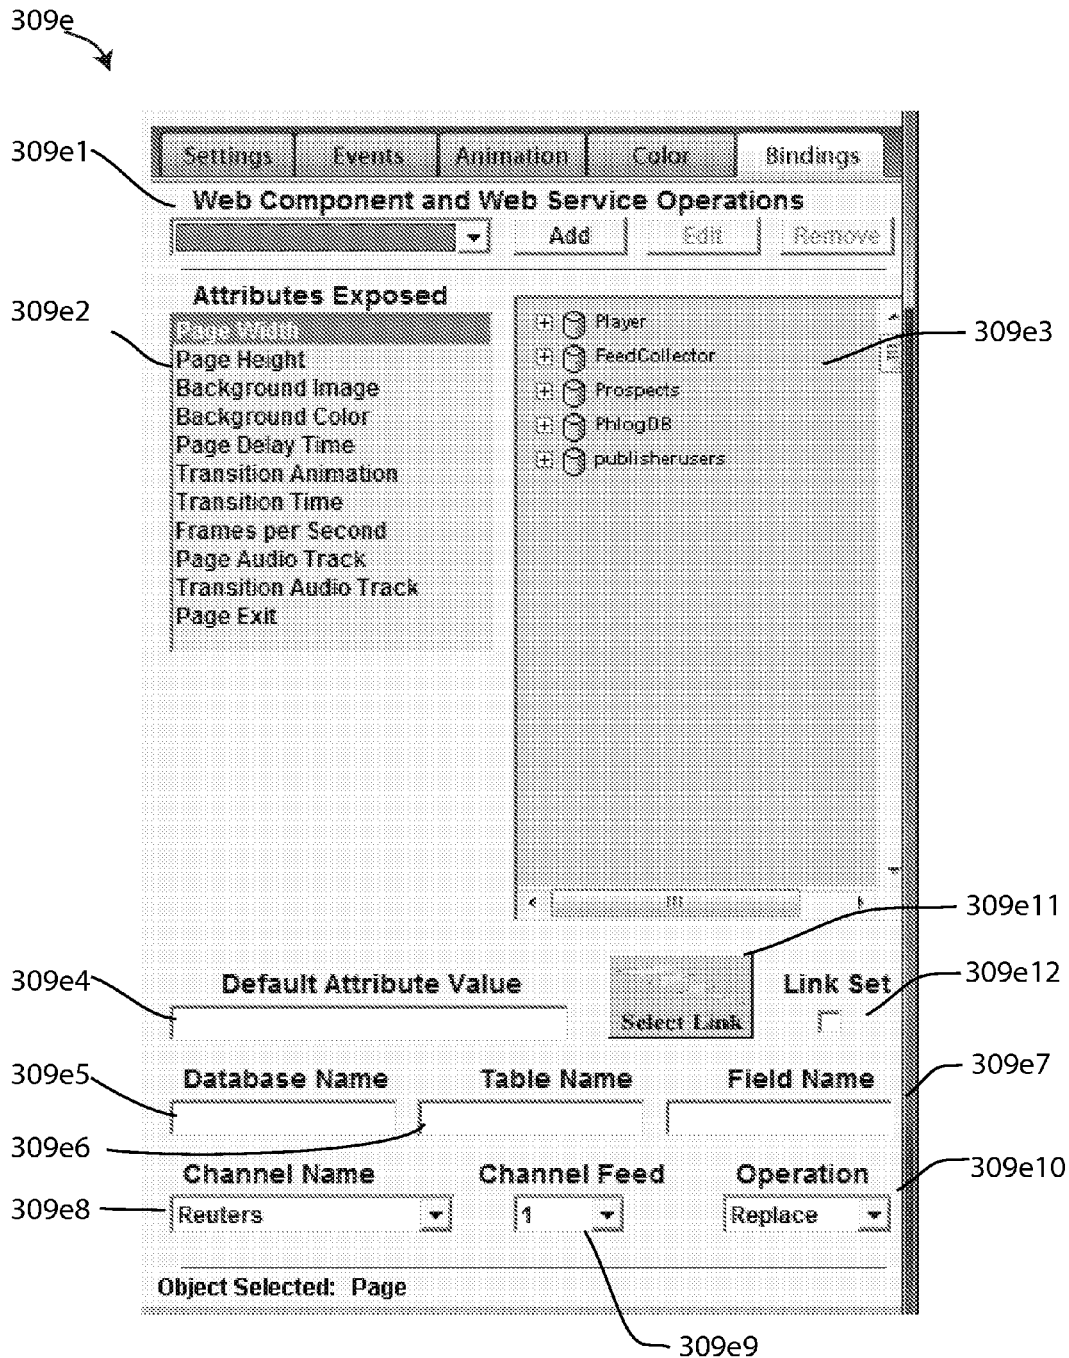 309e
309e1
Settings Events Animation Color Bindings
Web Component and Web Service Operations
Add Edit Remove
Attributes Exposed
309e2
Page Width
Page Height
Background Image
Background Color
Page Delay Time
Transition Animation
Transition Time
Frames per Second
Page Audio Track
Transition Audio Track
Page Exit
Player
FeedCollector
Prospects
PhlogDB
publisherusers
309e3
309e11
309e4
Default Attribute Value
Select Link
Link Set
309e12
309e5
Database Name Table Name Field Name
309e7
309e6
Channel Name Channel Feed Operation
309e10
309e8
Reuters 1 Replace
Object Selected: Page
309e9